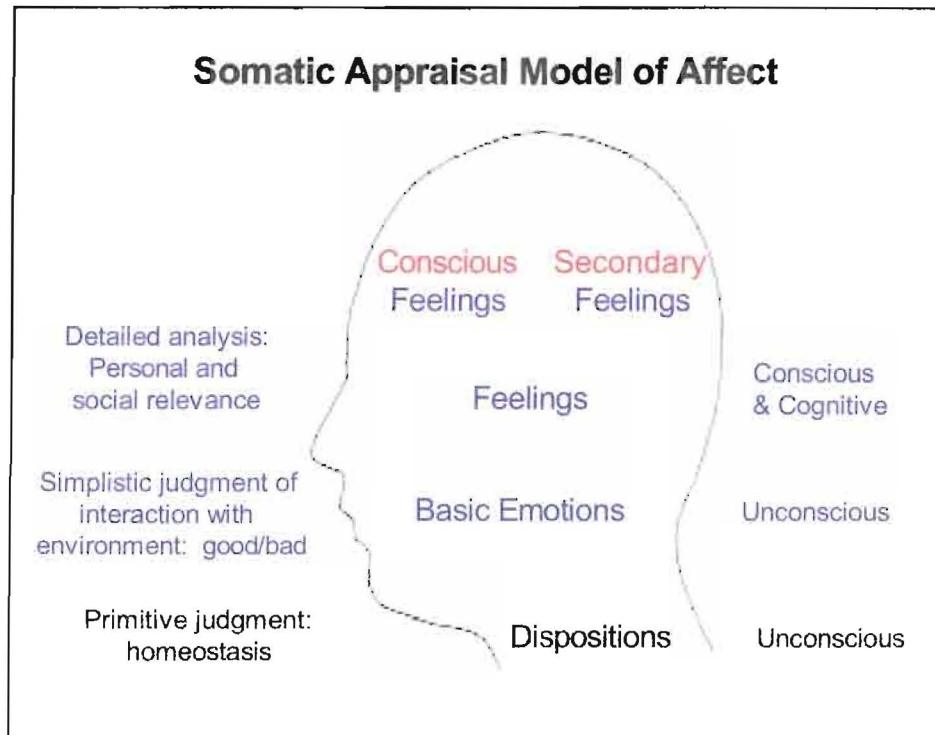 Somatic Appraisal Model of Affect
Conscious Secondary
Feelings Feelings
Detailed analysis:
Personal and
social relevance
Feelings
Conscious
& Cognitive
Simplistic judgment of
interaction with
environment: good/bad
Basic Emotions
Unconscious
Primitive judgment:
homeostasis
Dispositions
Unconscious